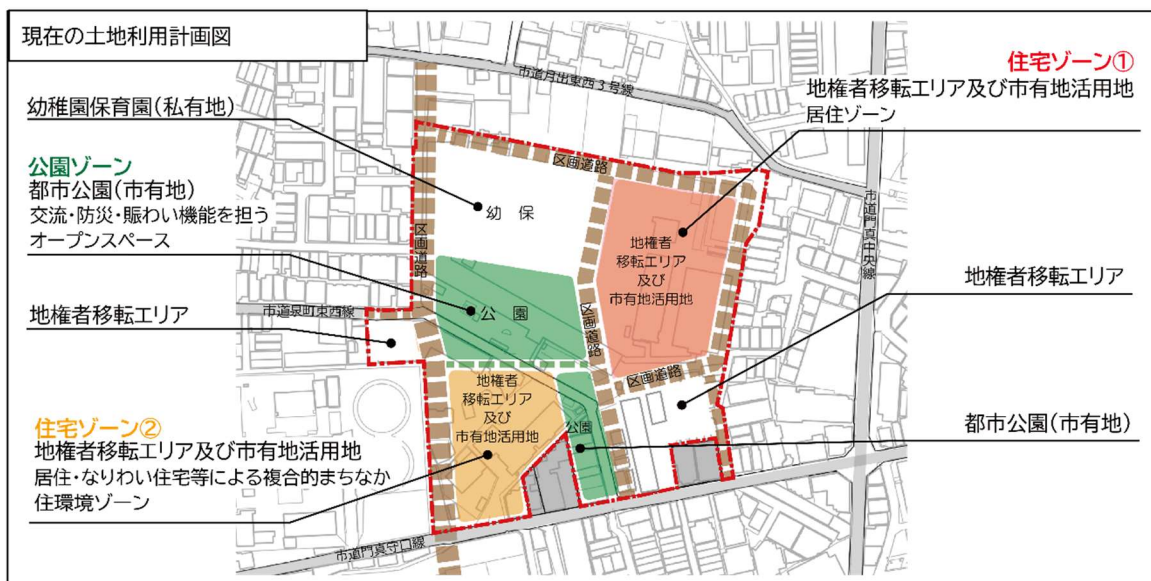 現在の土地利用計画図
幼稚園保育園(私有地)
公園ゾーン
都市公園(市有地)
交流・防災・賑わい機能を担う
オープンスペース
地権者移転エリア
住宅ゾーン②
地権者移転エリア及び市有地活用地
居住・なりわい住宅等による複合的まちなか
住環境ゾーン
市道月出東西3号線
区画道路
幼 保
区画道路
地権者
移転エリア
及び
市有地活用地
公 園
市道泉町東西線
区画道路
区画道路
地権者
移転エリア
及び
市有地活用地
公園
市道門真守口線
市道門真中央線
住宅ゾーン①
地権者移転エリア及び市有地活用地
居住ゾーン
地権者移転エリア
都市公園(市有地)